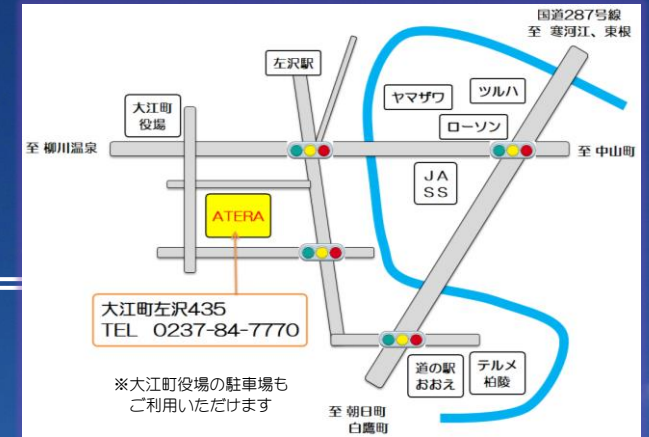 国道287号線
至 寒河江、東根
左沢駅
ヤマザワ
ツルハ
大江町
役場
ローソン
至 柳川温泉
至 中山町
JA
SS
ATERA
大江町左沢435
TEL 0237-84-7770
道の駅
おおえ
テルメ
柏陵
※大江町役場の駐車場も
ご利用いただけます
至 朝日町
白鷹町